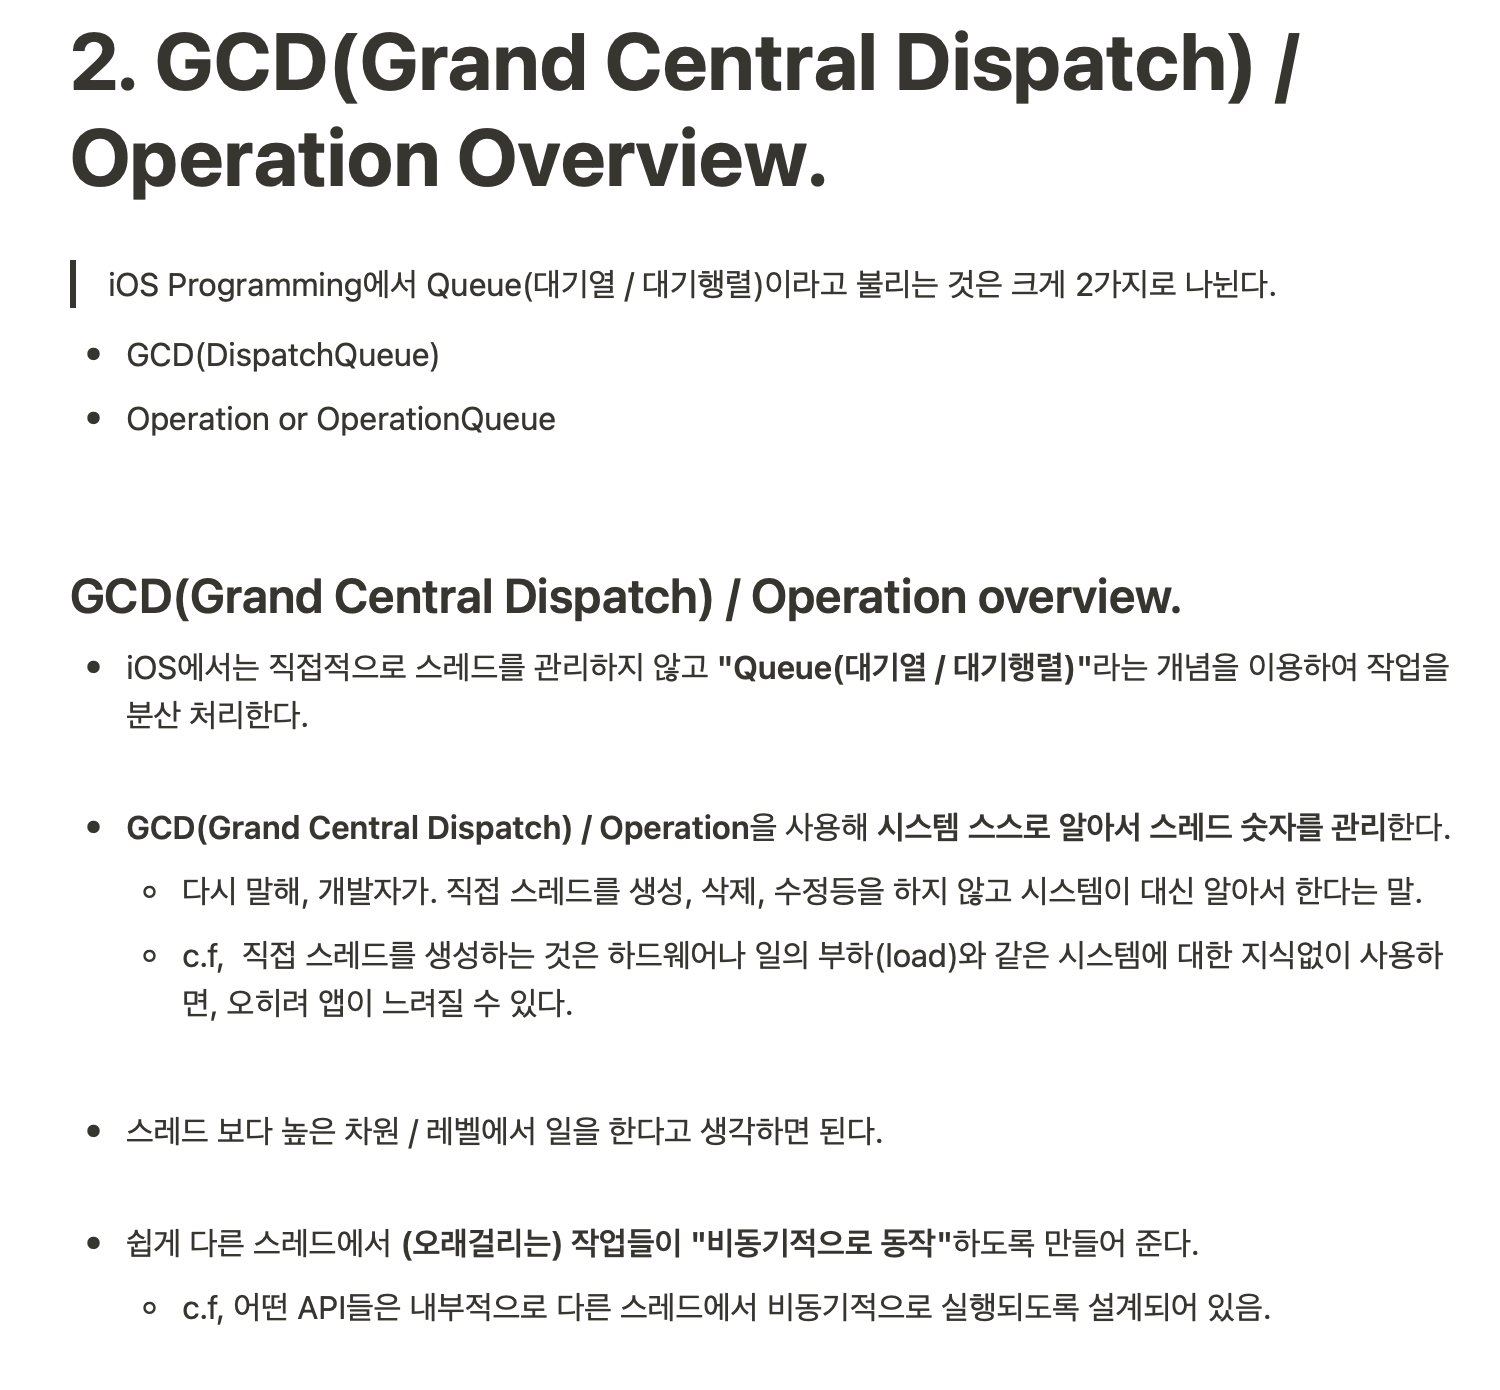 2. GCD(Grand Central Dispatch) /
Operation Overview.
iOS Programming에서 Queue(대기열 / 대기행렬)이라고 불리는 것은 크게 2가지로 나뉜다.
• GCD(DispatchQueue)
• Operation or OperationQueue
GCD(Grand Central Dispatch) / Operation overview.
• iOS에서는 직접적으로 스레드를 관리하지 않고 "Queue(대기열 / 대기행렬)"라는 개념을 이용하여 작업을
분산 처리한다.
• GCD(Grand Central Dispatch) / Operation을 사용해 시스템 스스로 알아서 스레드 숫자를 관리한다.
◦ 다시 말해, 개발자가. 직접 스레드를 생성, 삭제, 수정등을 하지 않고 시스템이 대신 알아서 한다는 말.
◦ c.f,  직접 스레드를 생성하는 것은 하드웨어나 일의 부하(load)와 같은 시스템에 대한 지식없이 사용하
면, 오히려 앱이 느려질 수 있다.
• 스레드 보다 높은 차원 / 레벨에서 일을 한다고 생각하면 된다.
• 쉽게 다른 스레드에서 (오래걸리는) 작업들이 "비동기적으로 동작"하도록 만들어 준다.
◦ c.f, 어떤 API들은 내부적으로 다른 스레드에서 비동기적으로 실행되도록 설계되어 있음.